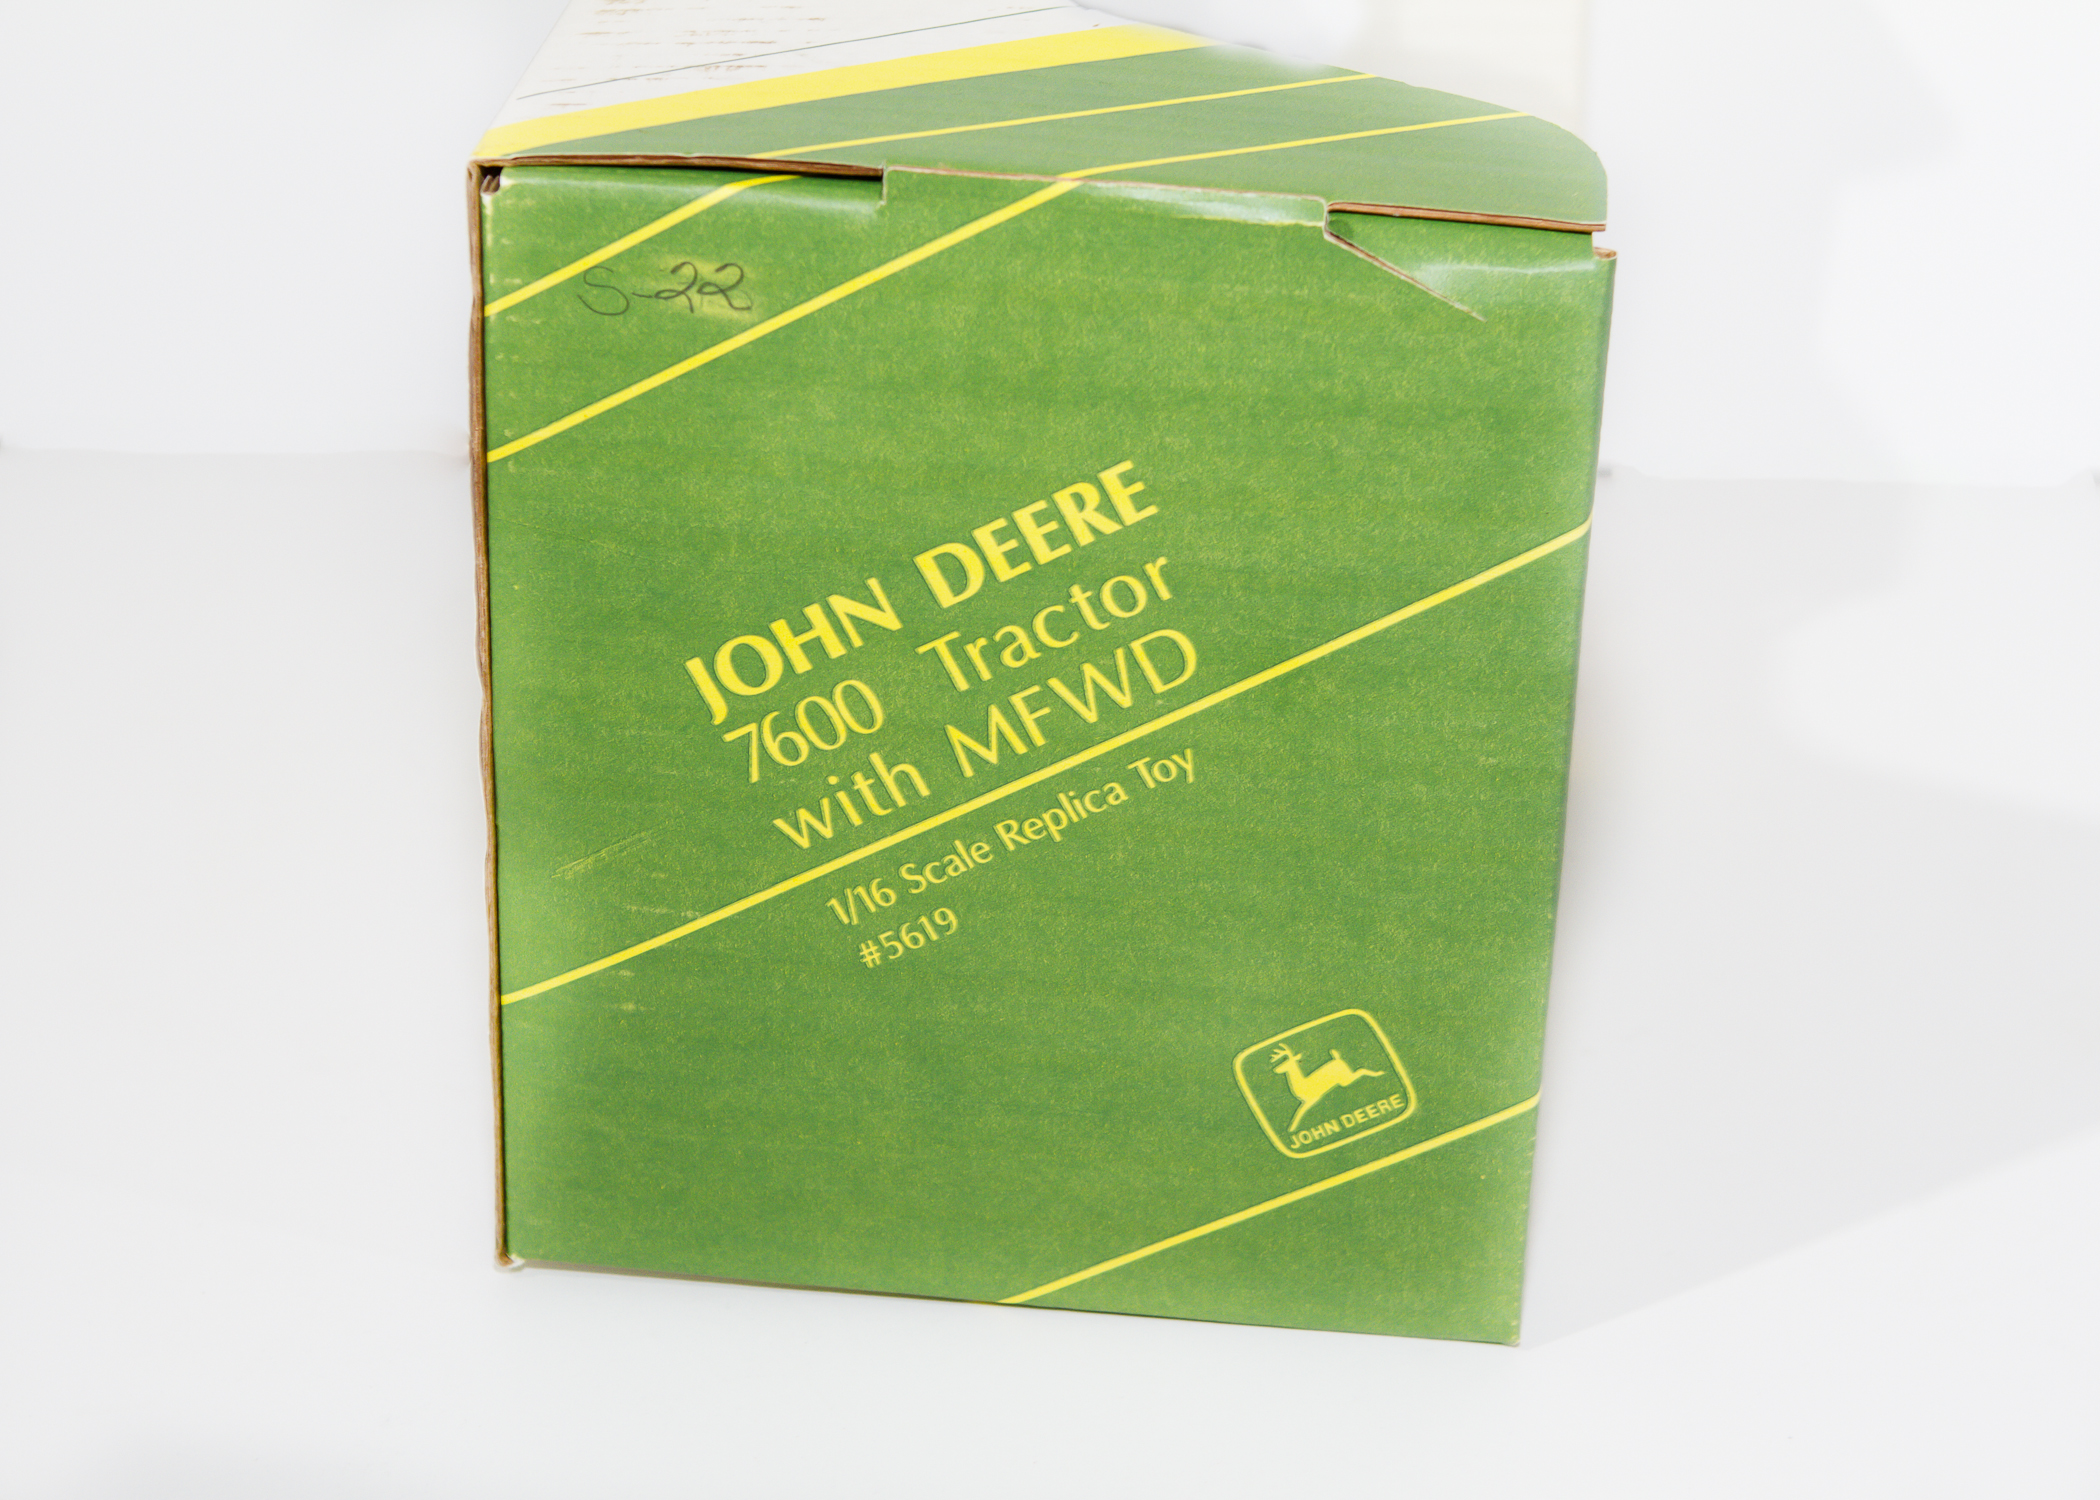 S-22
JOHN DEERE
7600 Tractor
with MFWD
1/16 Scale Replica Toy
#5619
JOHN DEERE